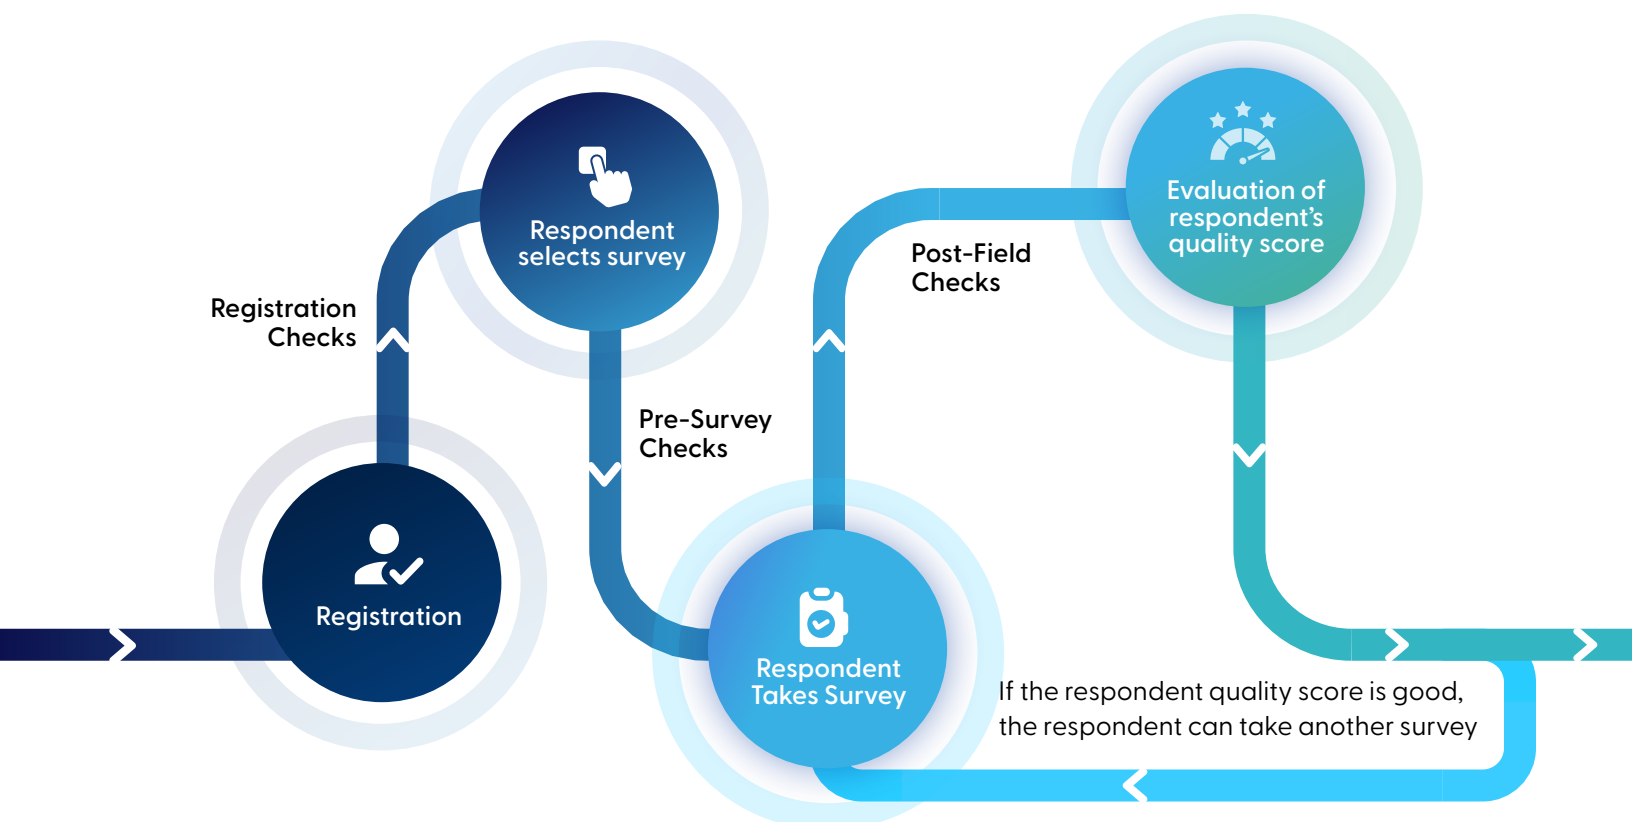 Registration
Registration
Checks
Respondent
selects survey
Pre-Survey
Checks
Respondent
Takes Survey
Post-Field
Checks
Evaluation of
respondent’s
quality score
If the respondent quality score is good,
the respondent can take another survey